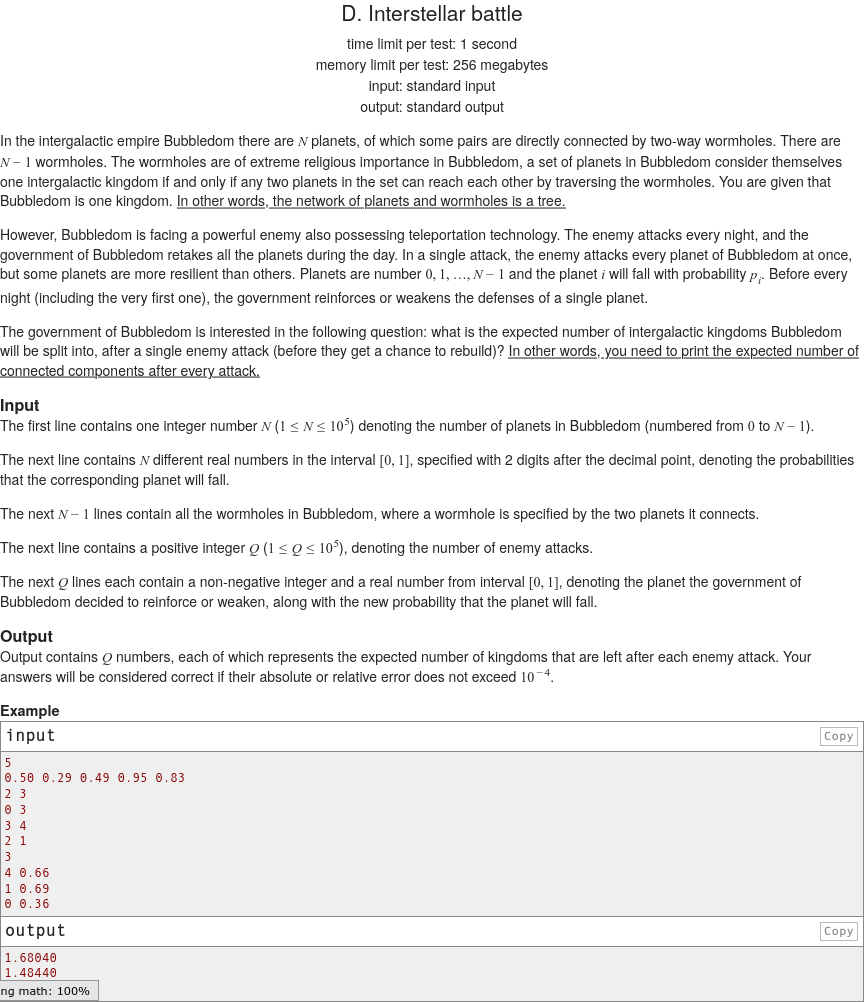 D. Interstellar battle
time limit per test: 1 second
memory limit per test: 256 megabytes
input: standard input
output: standard output
In the intergalactic empire Bubbledom there are N planets, of which some pairs are directly connected by two-way wormholes. There are
N − 1 wormholes. The wormholes are of extreme religious importance in Bubbledom, a set of planets in Bubbledom consider themselves
one intergalactic kingdom if and only if any two planets in the set can reach each other by traversing the wormholes. You are given that
Bubbledom is one kingdom. In other words, the network of planets and wormholes is a tree.
However, Bubbledom is facing a powerful enemy also possessing teleportation technology. The enemy attacks every night, and the
government of Bubbledom retakes all the planets during the day. In a single attack, the enemy attacks every planet of Bubbledom at once,
but some planets are more resilient than others. Planets are number 0, 1, …, N − 1 and the planet i will fall with probability pᵢ. Before every
night (including the very first one), the government reinforces or weakens the defenses of a single planet.
The government of Bubbledom is interested in the following question: what is the expected number of intergalactic kingdoms Bubbledom
will be split into, after a single enemy attack (before they get a chance to rebuild)? In other words, you need to print the expected number of
connected components after every attack.
Input
The first line contains one integer number N (1 ≤ N ≤ 10⁵) denoting the number of planets in Bubbledom (numbered from 0 to N − 1).
The next line contains N different real numbers in the interval [0, 1], specified with 2 digits after the decimal point, denoting the probabilities
that the corresponding planet will fall.
The next N − 1 lines contain all the wormholes in Bubbledom, where a wormhole is specified by the two planets it connects.
The next line contains a positive integer Q (1 ≤ Q ≤ 10⁵), denoting the number of enemy attacks.
The next Q lines each contain a non-negative integer and a real number from interval [0, 1], denoting the planet the government of
Bubbledom decided to reinforce or weaken, along with the new probability that the planet will fall.
Output
Output contains Q numbers, each of which represents the expected number of kingdoms that are left after each enemy attack. Your
answers will be considered correct if their absolute or relative error does not exceed 10⁻⁴.
Example
input Copy
5
0.50 0.29 0.49 0.95 0.83
2 3
0 3
3 4
2 1
3
4 0.66
1 0.69
0 0.36
output Copy
1.68040
1.48440
ng math: 100%